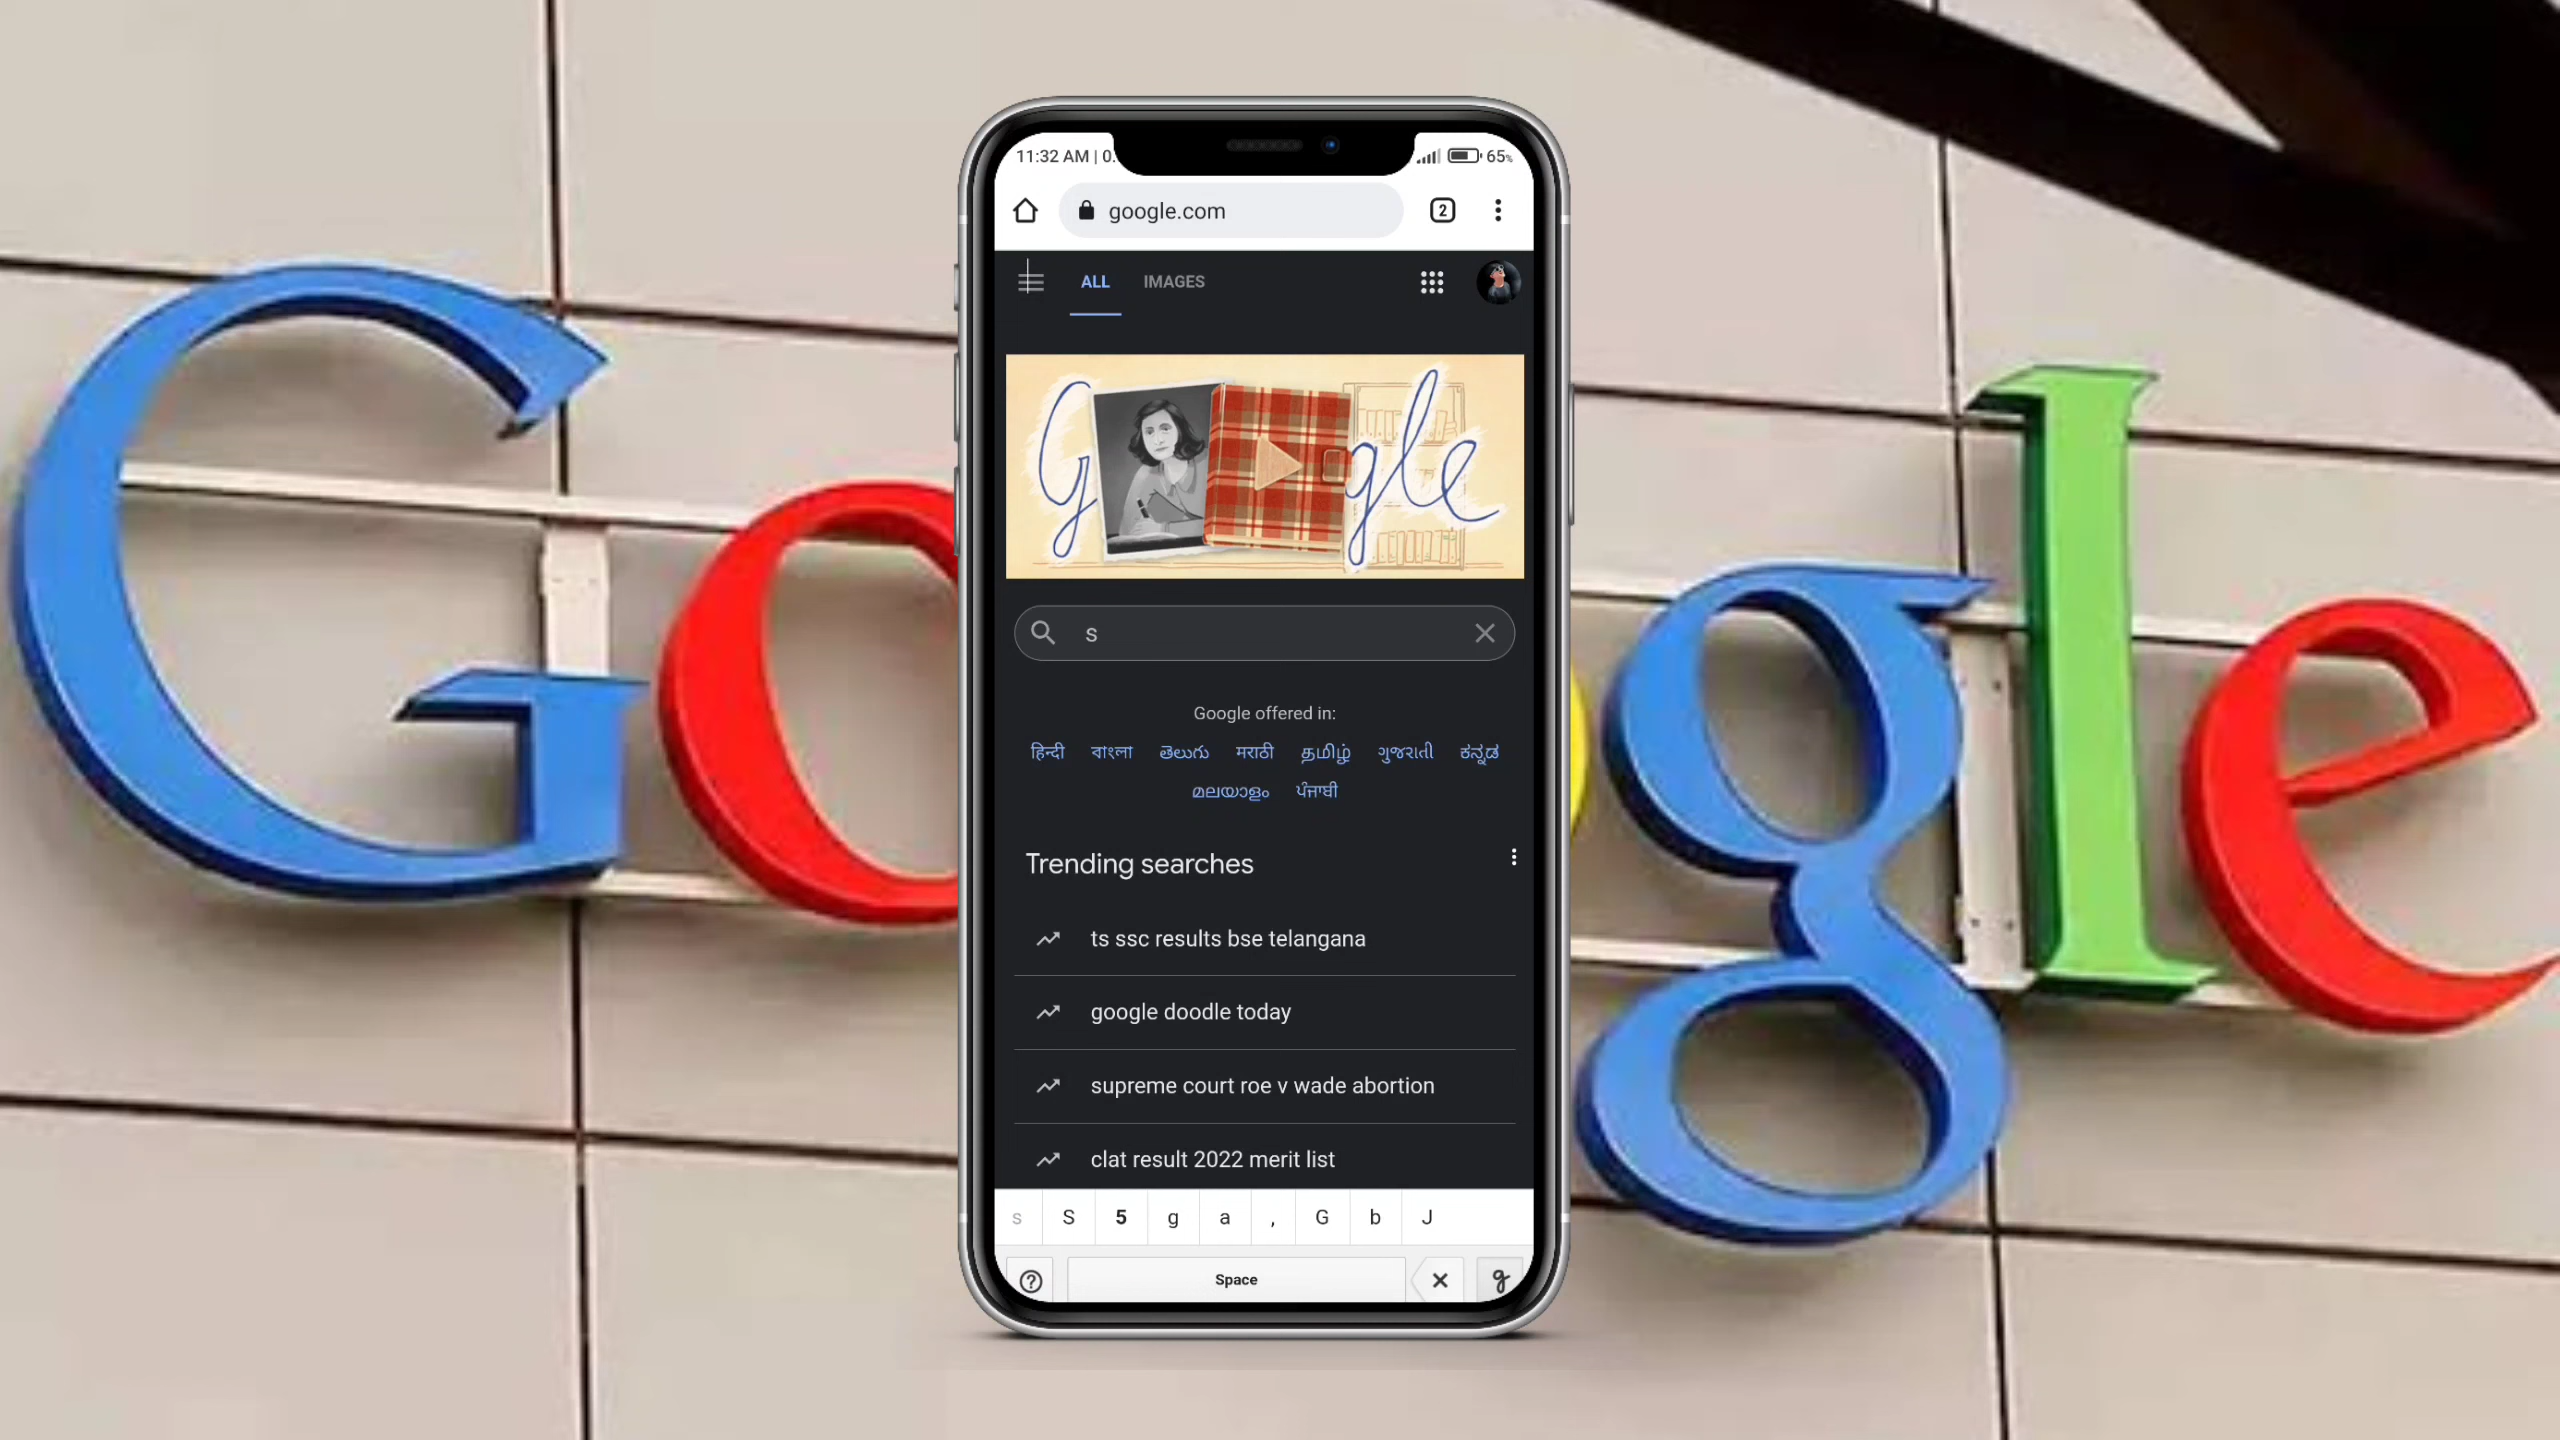 Google
11:32 AM | 0.
65%
google.com
2
ALL IMAGES
Google
s
Google offered in:
हिन्दी বাংলা తెలుగు मराठी தமிழ் ગુજરાતી ಕನ್ನಡ
മലയാളം ਪੰਜਾਬੀ
Trending searches
ts ssc results bse telangana
google doodle today
supreme court roe v wade abortion
clat result 2022 merit list
s S 5 g a , G b J
Space